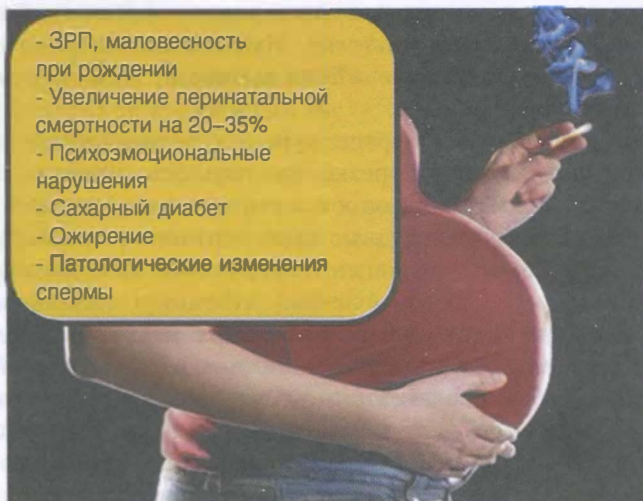 - ЗРП, маловесность
при рождении
- Увеличение перинатальной
смертности на 20–35%
- Психоэмоциональные
нарушения
- Сахарный диабет
- Ожирение
- Патологические изменения
спермы